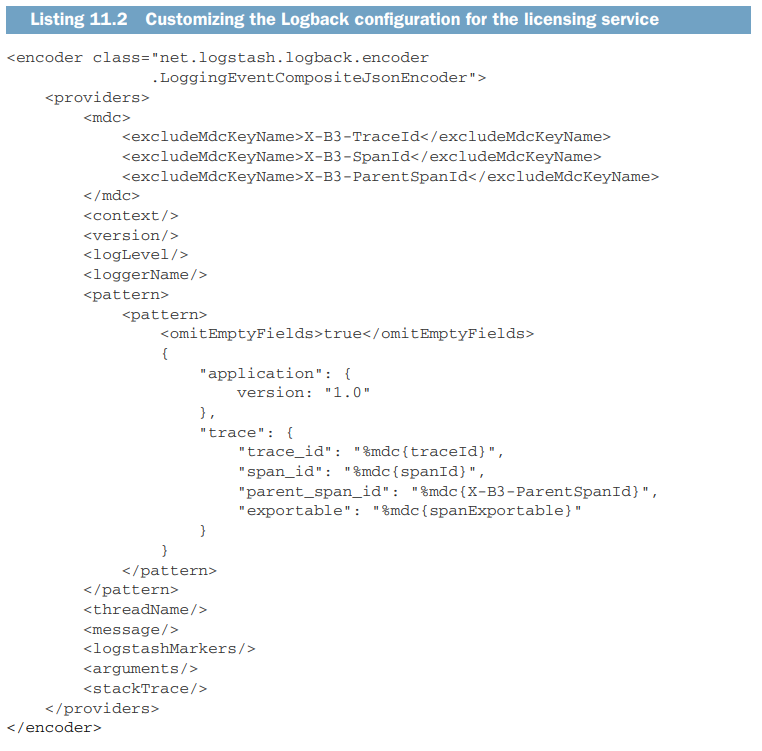 Listing 11.2 Customizing the Logback configuration for the licensing service
<encoder class="net.logstash.logback.encoder
.LoggingEventCompositeJsonEncoder">
<providers>
<mdc>
<excludeMdcKeyName>X-B3-TraceId</excludeMdcKeyName>
<excludeMdcKeyName>X-B3-SpanId</excludeMdcKeyName>
<excludeMdcKeyName>X-B3-ParentSpanId</excludeMdcKeyName>
</mdc>
<context/>
<version/>
<logLevel/>
<loggerName/>
<pattern>
<pattern>
<omitEmptyFields>true</omitEmptyFields>
{
"application": {
version: "1.0"
},
"trace": {
"trace_id": "%mdc{traceId}",
"span_id": "%mdc{spanId}",
"parent_span_id": "%mdc{X-B3-ParentSpanId}",
"exportable": "%mdc{spanExportable}"
}
}
</pattern>
</pattern>
<threadName/>
<message/>
<logstashMarkers/>
<arguments/>
<stackTrace/>
</providers>
</encoder>